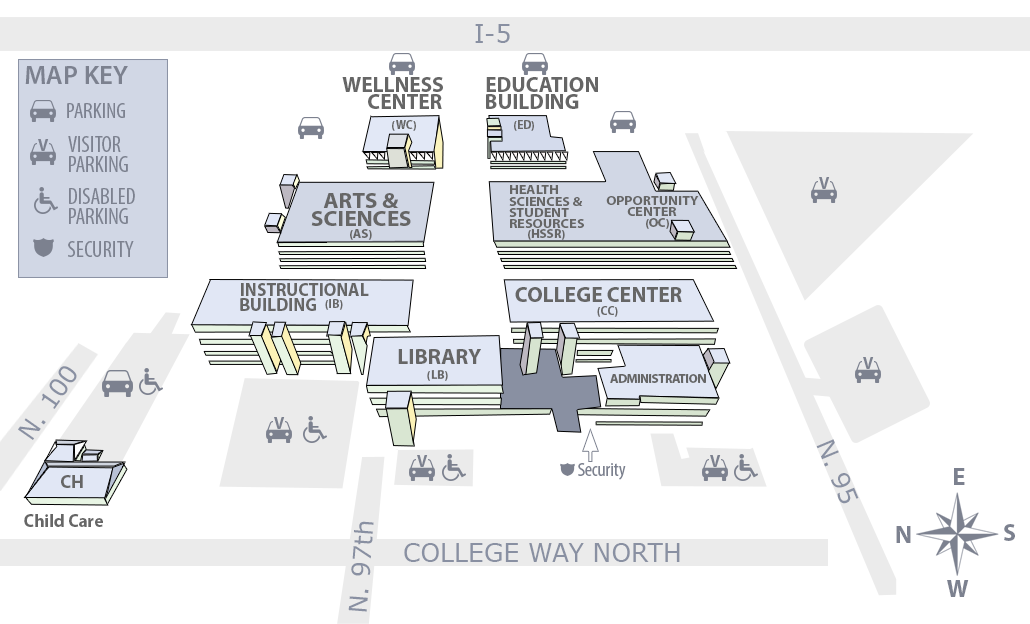 I-5
MAP KEY
PARKING
V
VISITOR
PARKING
DISABLED
PARKING
SECURITY
WELLNESS
CENTER
(WC)
EDUCATION
BUILDING
(ED)
ARTS &
SCIENCES
(AS)
HEALTH
SCIENCES &
STUDENT
RESOURCES
(HSSR)
OPPORTUNITY
CENTER
(OC)
V
INSTRUCTIONAL
BUILDING (IB)
COLLEGE CENTER
(CC)
LIBRARY
(LB)
ADMINISTRATION
V
N. 100
V
V
V
Security
CH
Child Care
N. 97th
COLLEGE WAY NORTH
N. 95
E
N
S
W